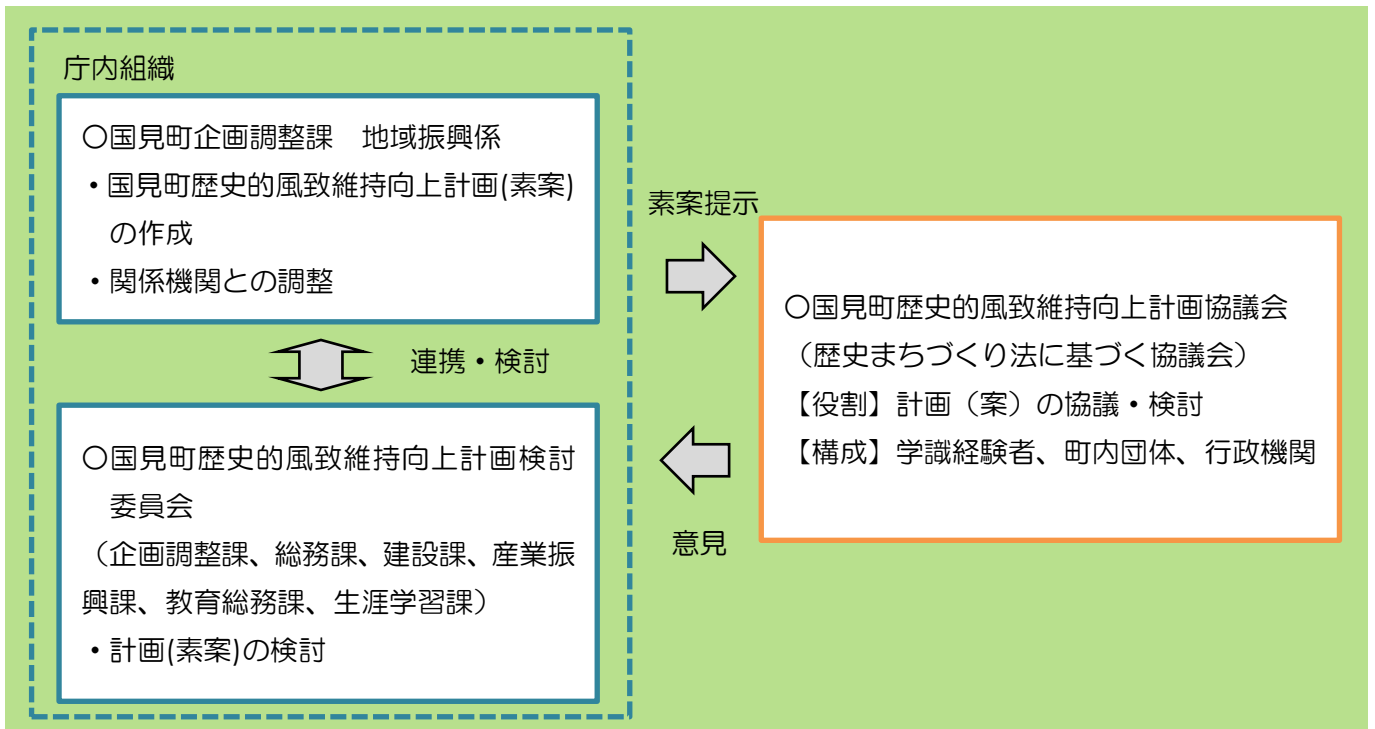 庁内組織
〇国見町企画調整課　地域振興係
・国見町歴史的風致維持向上計画(素案)
の作成
・関係機関との調整
連携・検討
〇国見町歴史的風致維持向上計画検討
委員会
（企画調整課、総務課、建設課、産業振
興課、教育総務課、生涯学習課）
・計画(素案)の検討
素案提示
〇国見町歴史的風致維持向上計画協議会
（歴史まちづくり法に基づく協議会）
【役割】計画（案）の協議・検討
【構成】学識経験者、町内団体、行政機関
意見